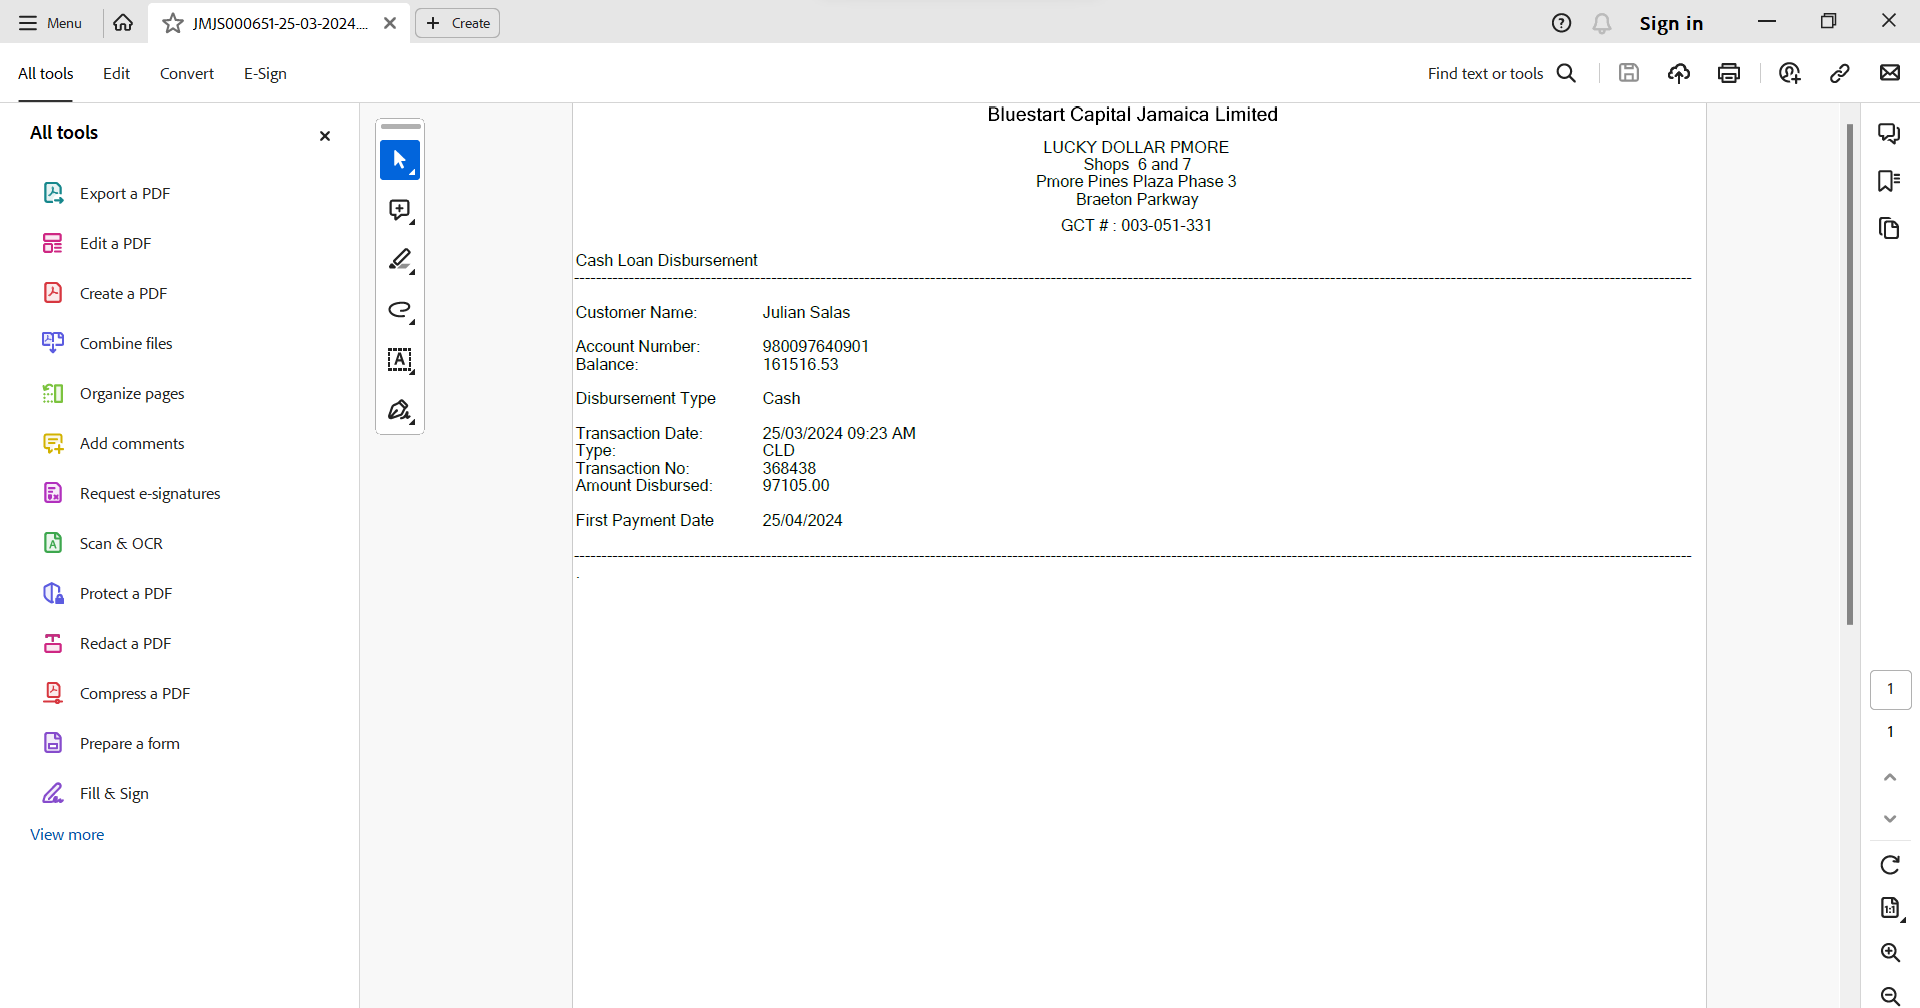 Menu
JMJS000651-25-03-2024....
Create
Sign in
All tools
Edit
Convert
E-Sign
Find text or tools
All tools
Export a PDF
Edit a PDF
Create a PDF
Combine files
Organize pages
Add comments
Request e-signatures
Scan & OCR
Protect a PDF
Redact a PDF
Compress a PDF
Prepare a form
Fill & Sign
View more
Bluestart Capital Jamaica Limited
LUCKY DOLLAR PMORE
Shops 6 and 7
Pmore Pines Plaza Phase 3
Braeton Parkway
GCT # : 003-051-331
Cash Loan Disbursement
Customer Name: Julian Salas
Account Number: 980097640901
Balance: 161516.53
Disbursement Type Cash
Transaction Date: 25/03/2024 09:23 AM
Type: CLD
Transaction No: 368438
Amount Disbursed: 97105.00
First Payment Date 25/04/2024
.
1
1